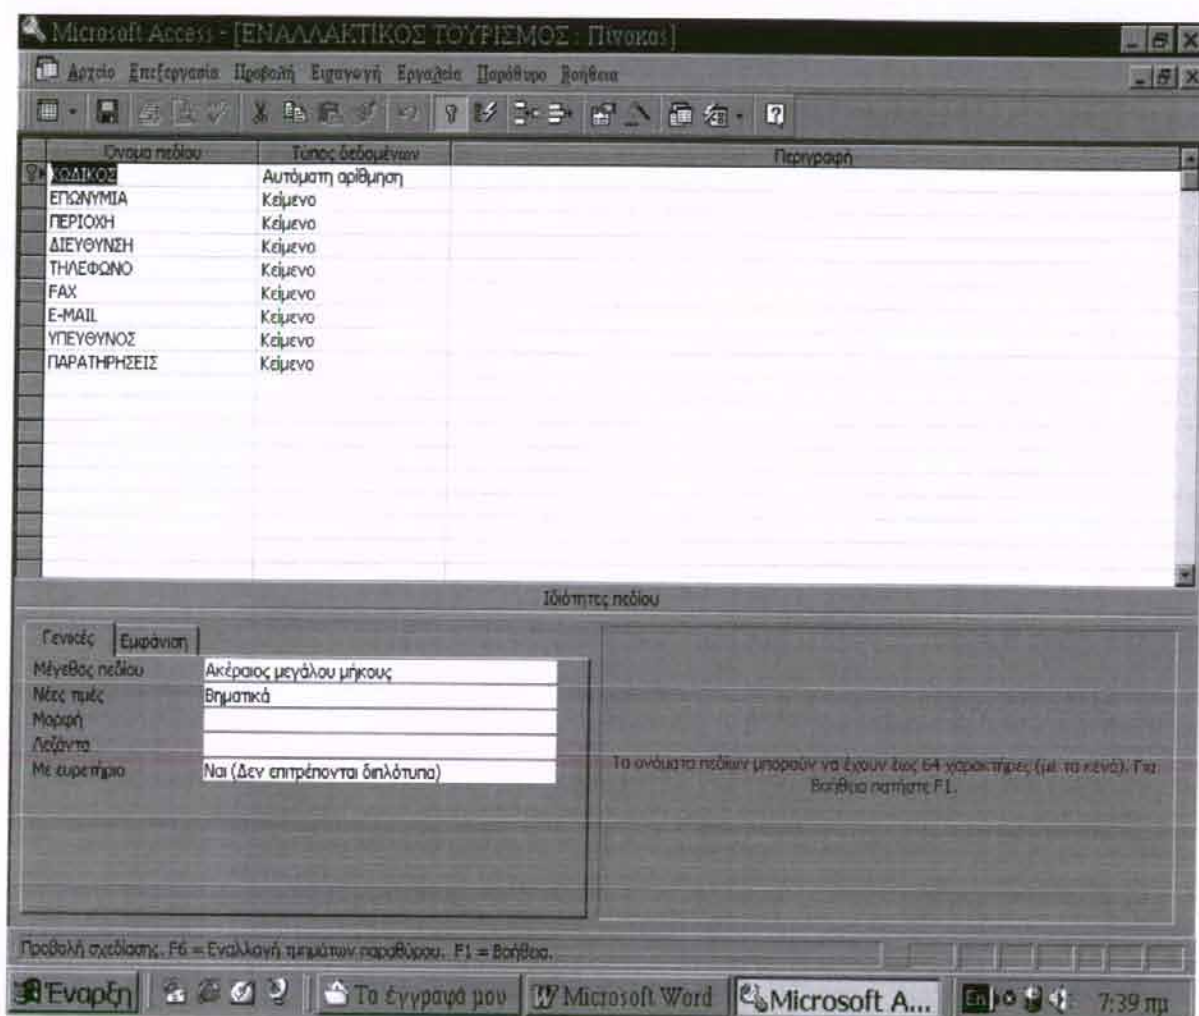 Microsoft Access - [ΕΝΑΛΛΑΚΤΙΚΟΣ ΤΟΥΡΙΣΜΟΣ : Πίνακας]
Αρχείο Επεξεργασία Προβολή Εισαγωγή Εργαλεία Παράθυρο Βοήθεια
Όνομα πεδίου Τύπος δεδομένων Περιγραφή
ΚΩΔΙΚΟΣ Αυτόματη αρίθμηση
ΕΠΩΝΥΜΙΑ Κείμενο
ΠΕΡΙΟΧΗ Κείμενο
ΔΙΕΥΘΥΝΣΗ Κείμενο
ΤΗΛΕΦΩΝΟ Κείμενο
FAX Κείμενο
E-MAIL Κείμενο
ΥΠΕΥΘΥΝΟΣ Κείμενο
ΠΑΡΑΤΗΡΗΣΕΙΣ Κείμενο
Ιδιότητες πεδίου
Γενικές Εμφάνιση
Μέγεθος πεδίου Ακέραιος μεγάλου μήκους
Νέες τιμές Βηματικά
Μορφή
Λεζάντα
Με ευρετήριο Ναι (Δεν επιτρέπονται διπλότυπα)
Τα ονόματα πεδίων μπορούν να έχουν έως 64 χαρακτήρες (με τα κενά). Για
Βοήθεια πατήστε F1.
Προβολή σχεδίασης. F6 = Εναλλαγή τμημάτων παραθύρου. F1 = Βοήθεια.
Έναρξη Τα έγγραφά μου Microsoft Word Microsoft A... En 7:39 πμ